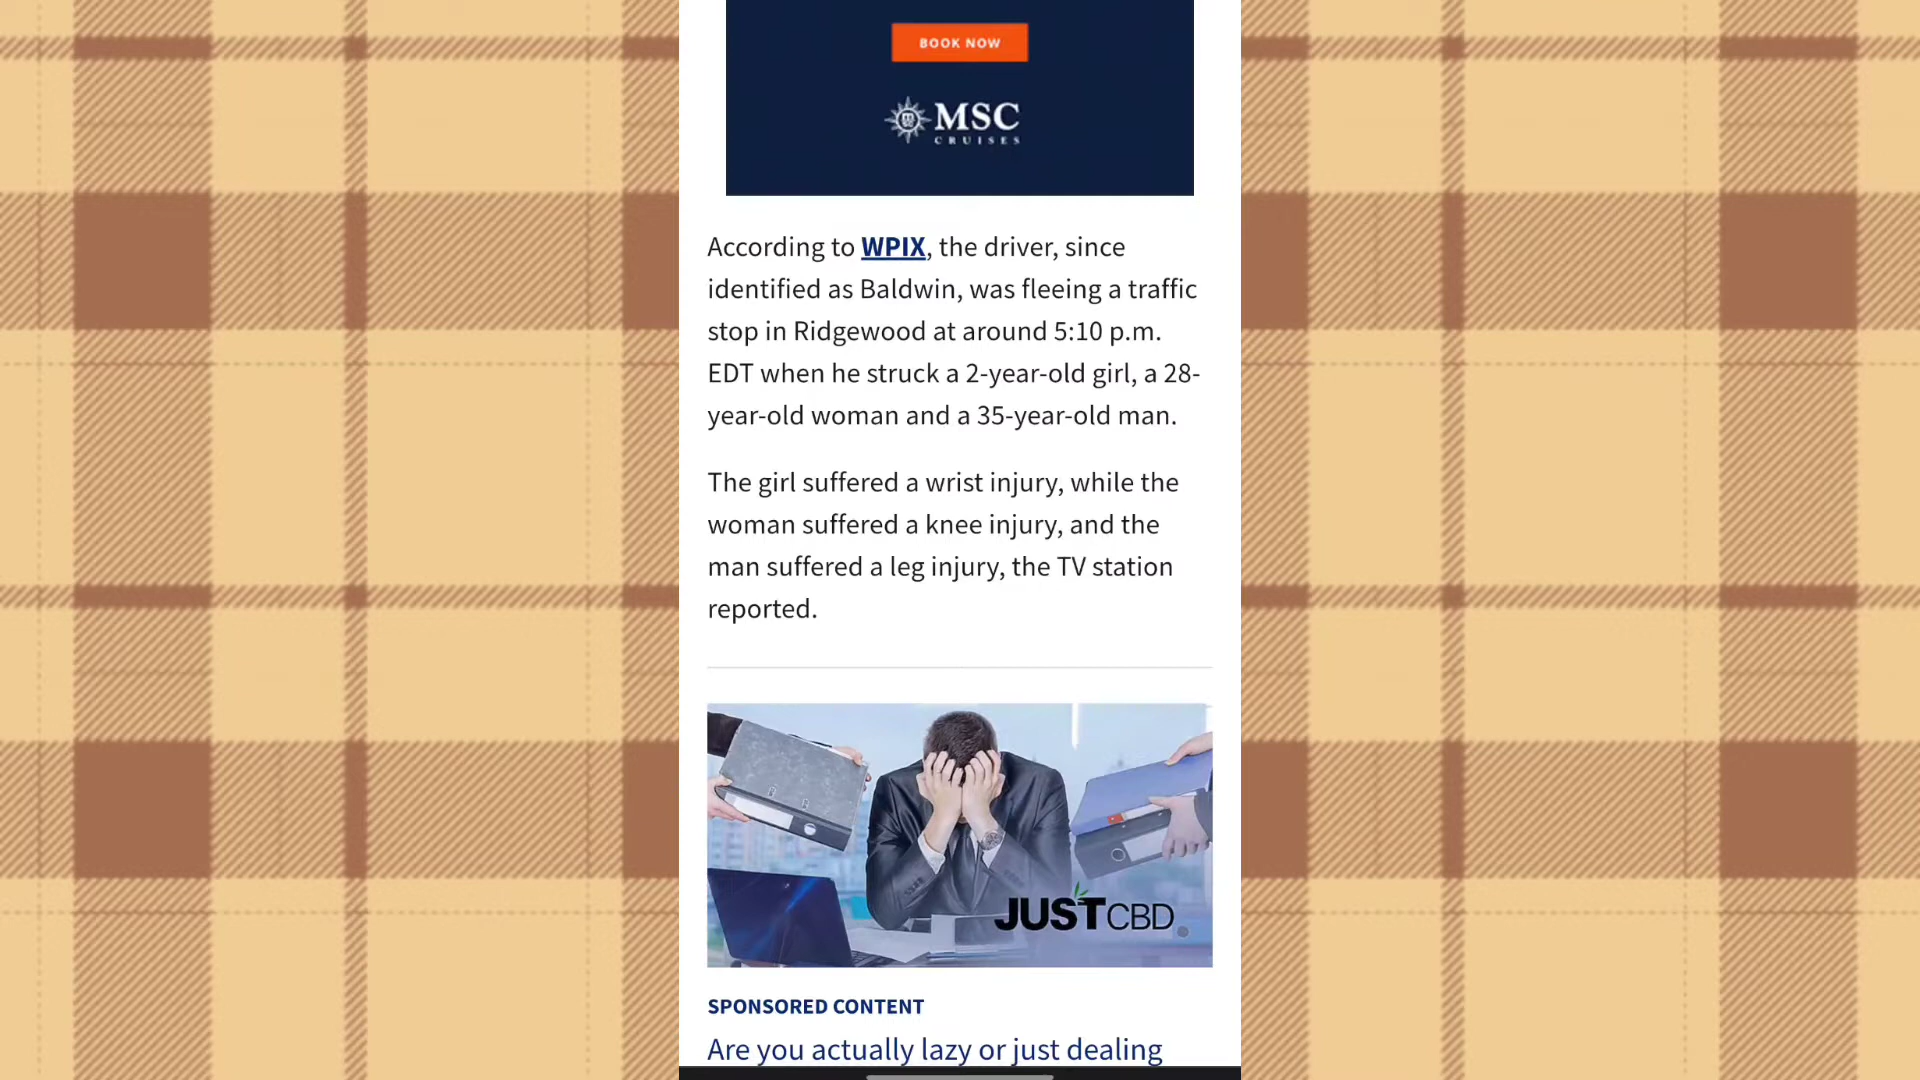 BOOK NOW
MSC
CRUISES
According to WPIX, the driver, since
identified as Baldwin, was fleeing a traffic
stop in Ridgewood at around 5:10 p.m.
EDT when he struck a 2-year-old girl, a 28-
year-old woman and a 35-year-old man.
The girl suffered a wrist injury, while the
woman suffered a knee injury, and the
man suffered a leg injury, the TV station
reported.
JUSTCBD
SPONSORED CONTENT
Are you actually lazy or just dealing